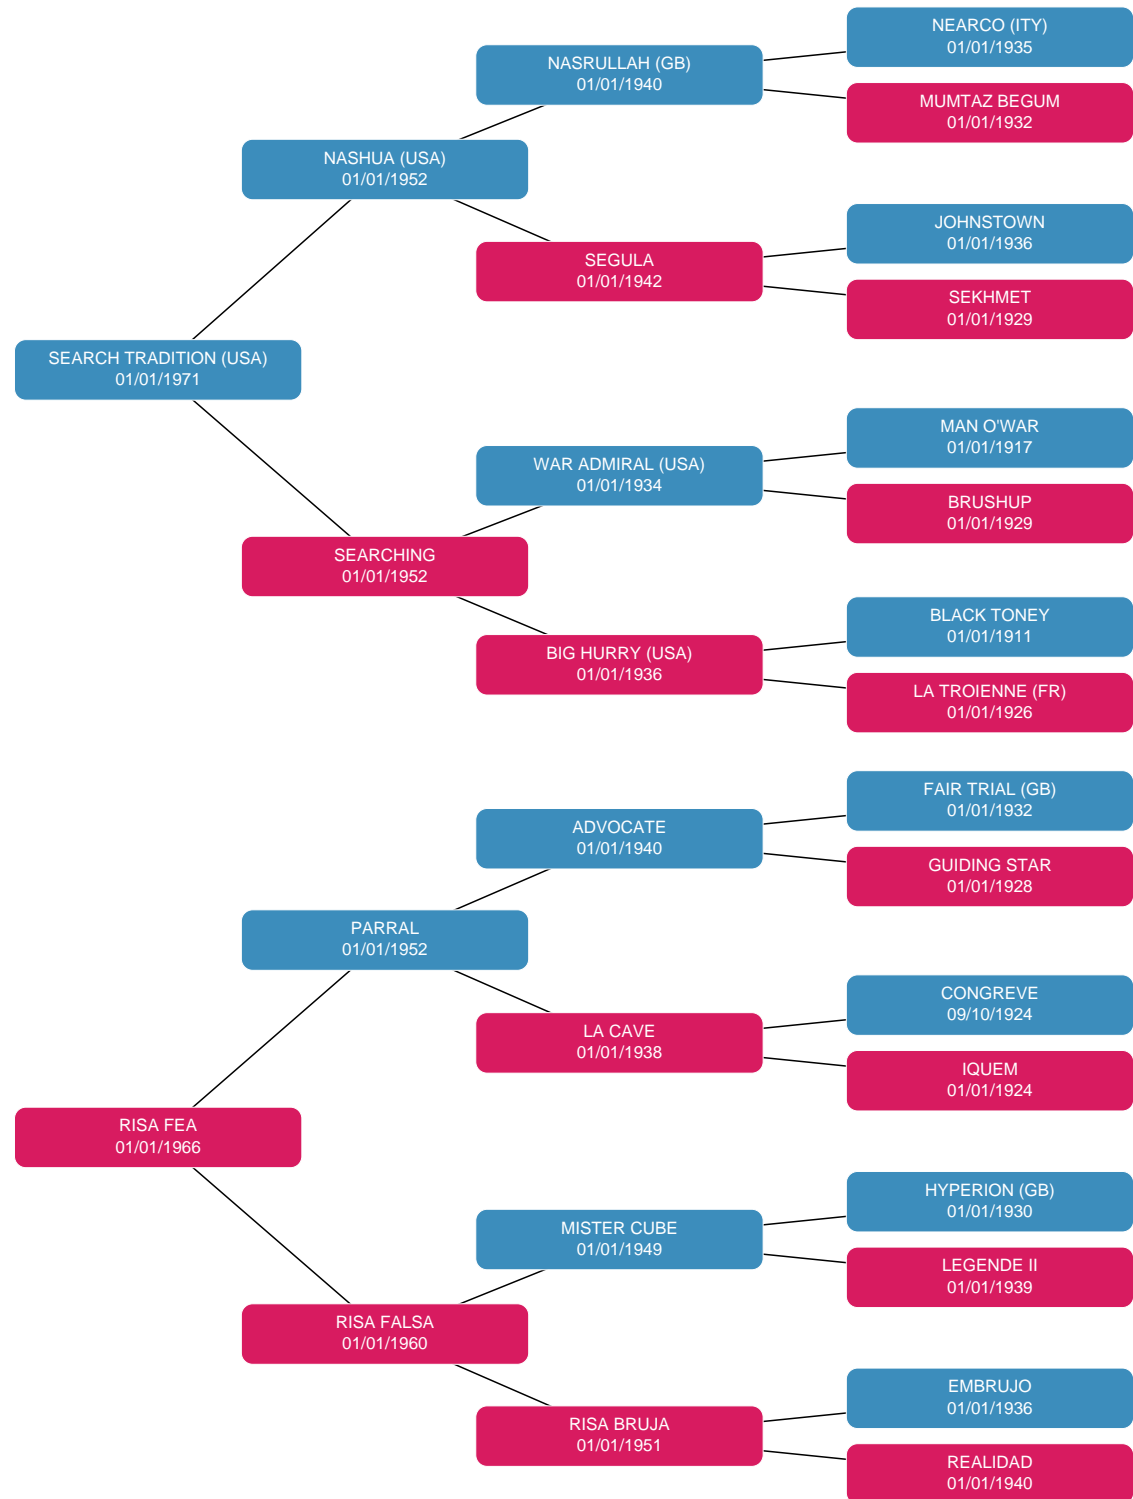 NEARCO (ITY)
01/01/1935
NASRULLAH (GB)
01/01/1940
MUMTAZ BEGUM
01/01/1932
NASHUA (USA)
01/01/1952
JOHNSTOWN
01/01/1936
SEGULA
01/01/1942
SEKHMET
01/01/1929
SEARCH TRADITION (USA)
01/01/1971
MAN O'WAR
01/01/1917
WAR ADMIRAL (USA)
01/01/1934
BRUSHUP
01/01/1929
SEARCHING
01/01/1952
BLACK TONEY
01/01/1911
BIG HURRY (USA)
01/01/1936
LA TROIENNE (FR)
01/01/1926
FAIR TRIAL (GB)
01/01/1932
ADVOCATE
01/01/1940
GUIDING STAR
01/01/1928
PARRAL
01/01/1952
CONGREVE
09/10/1924
LA CAVE
01/01/1938
IQUEM
01/01/1924
RISA FEA
01/01/1966
HYPERION (GB)
01/01/1930
MISTER CUBE
01/01/1949
LEGENDE II
01/01/1939
RISA FALSA
01/01/1960
EMBRUJO
01/01/1936
RISA BRUJA
01/01/1951
REALIDAD
01/01/1940